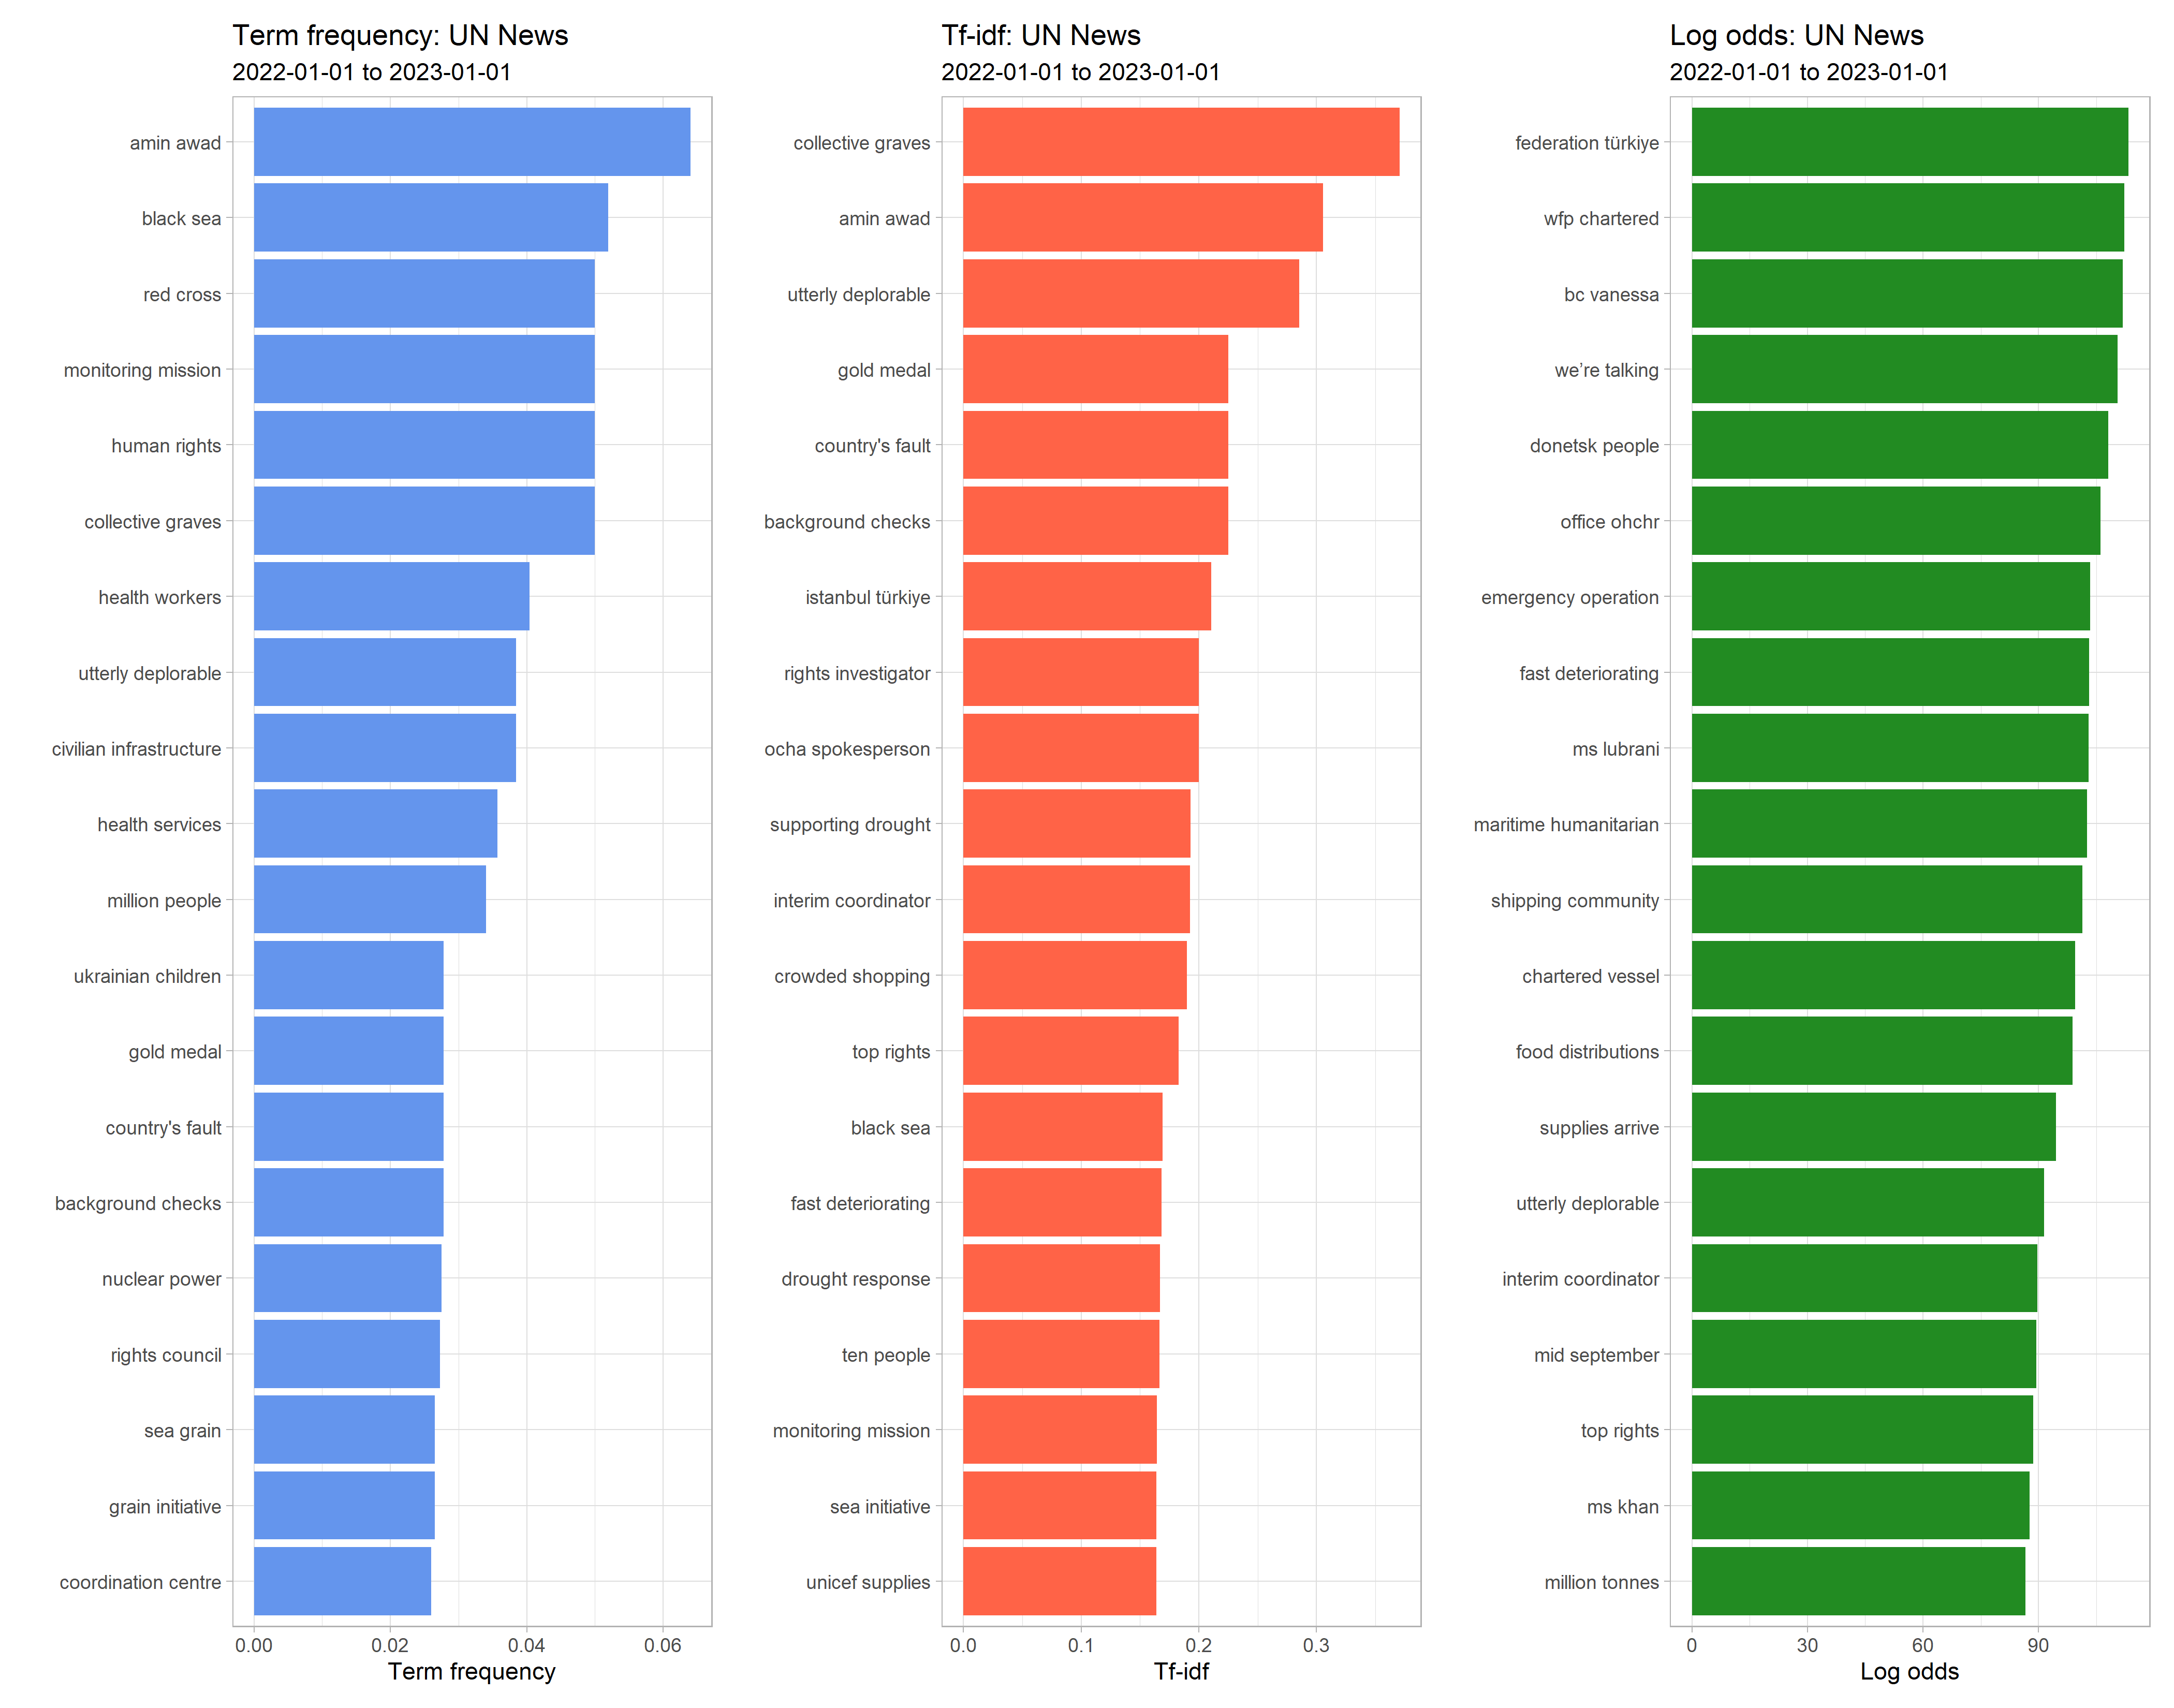 Term frequency: UN News
2022-01-01 to 2023-01-01
amin awad
black sea
red cross
monitoring mission
human rights
collective graves
health workers
utterly deplorable
civilian infrastructure
health services
million people
ukrainian children
gold medal
country's fault
background checks
nuclear power
rights council
sea grain
grain initiative
coordination centre
0.00 0.02 0.04 0.06
Term frequency
Tf-idf: UN News
2022-01-01 to 2023-01-01
collective graves
amin awad
utterly deplorable
gold medal
country's fault
background checks
istanbul türkiye
rights investigator
ocha spokesperson
supporting drought
interim coordinator
crowded shopping
top rights
black sea
fast deteriorating
drought response
ten people
monitoring mission
sea initiative
unicef supplies
0.0 0.1 0.2 0.3
Tf-idf
Log odds: UN News
2022-01-01 to 2023-01-01
federation türkiye
wfp chartered
bc vanessa
we’re talking
donetsk people
office ohchr
emergency operation
fast deteriorating
ms lubrani
maritime humanitarian
shipping community
chartered vessel
food distributions
supplies arrive
utterly deplorable
interim coordinator
mid september
top rights
ms khan
million tonnes
0 30 60 90
Log odds